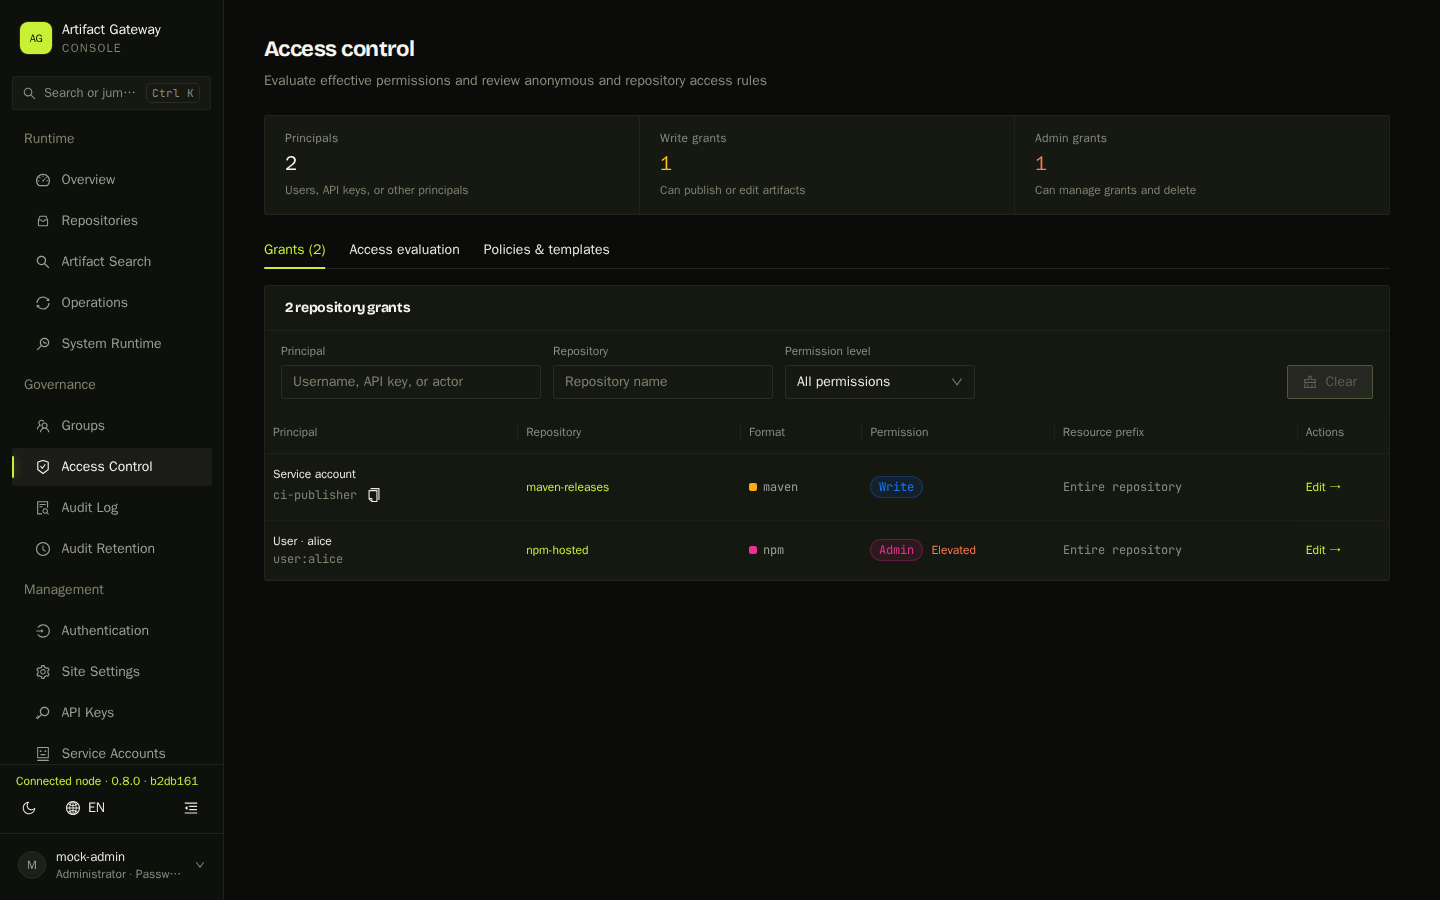 AG
Artifact Gateway
CONSOLE
Search or jum···
Ctrl K
Runtime
Overview
Repositories
Artifact Search
Operations
System Runtime
Governance
Groups
Access Control
Audit Log
Audit Retention
Management
Authentication
Site Settings
API Keys
Service Accounts
Connected node · 0.8.0 · b2db161
EN
M
mock-admin
Administrator · Passw···
Access control
Evaluate effective permissions and review anonymous and repository access rules
Principals
2
Users, API keys, or other principals
Write grants
1
Can publish or edit artifacts
Admin grants
1
Can manage grants and delete
Grants (2)
Access evaluation
Policies & templates
2 repository grants
Principal
Username, API key, or actor
Repository
Repository name
Permission level
All permissions
Clear
Principal
Repository
Format
Permission
Resource prefix
Actions
Service account
ci-publisher
maven-releases
maven
Write
Entire repository
Edit →
User · alice
user:alice
npm-hosted
npm
Admin
Elevated
Entire repository
Edit →